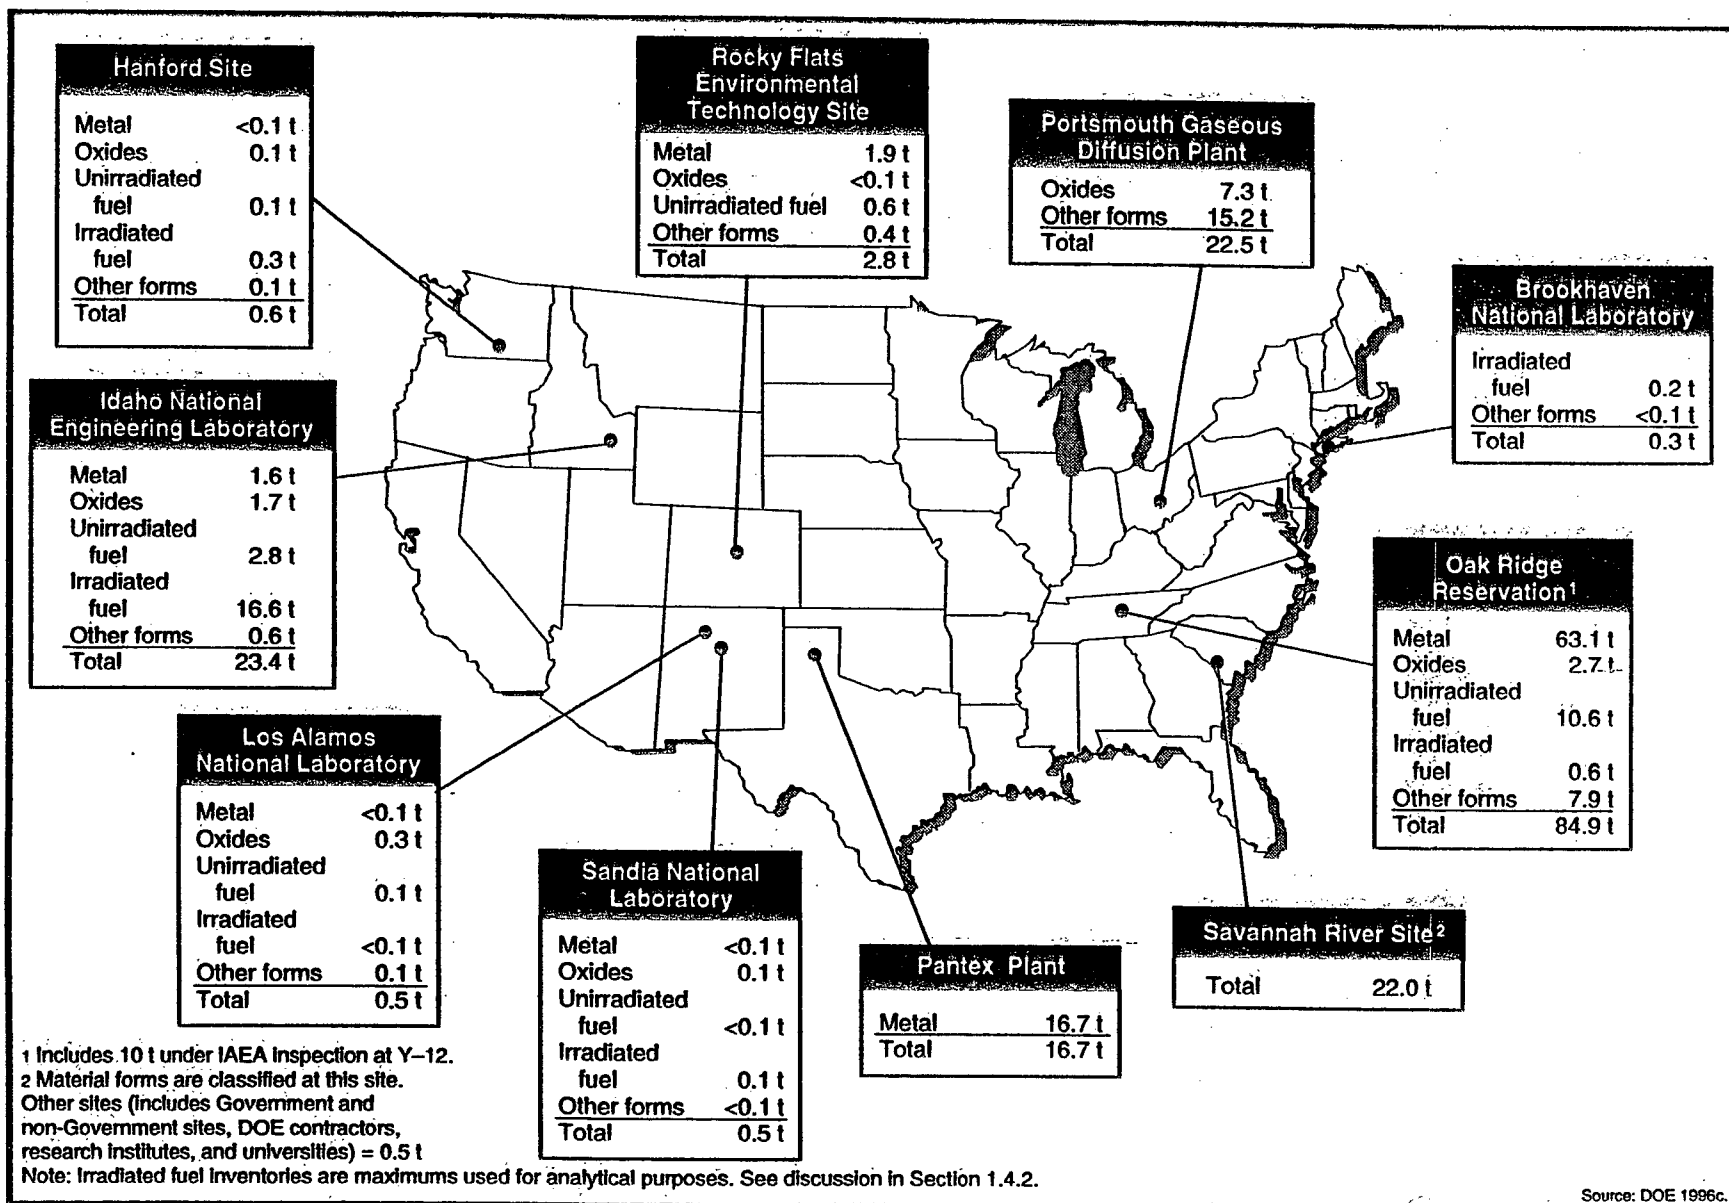 Hanford Site
Metal <0.1 t
Oxides 0.1 t
Unirradiated
fuel 0.1 t
Irradiated
fuel 0.3 t
Other forms 0.1 t
Total 0.6 t
Rocky Flats
Environmental
Technology Site
Metal 1.9 t
Oxides <0.1 t
Unirradiated fuel 0.6 t
Other forms 0.4 t
Total 2.8 t
Portsmouth Gaseous
Diffusion Plant
Oxides 7.3 t
Other forms 15.2 t
Total 22.5 t
Brookhaven
National Laboratory
Irradiated
fuel 0.2 t
Other forms <0.1 t
Total 0.3 t
Idaho National
Engineering Laboratory
Metal 1.6 t
Oxides 1.7 t
Unirradiated
fuel 2.8 t
Irradiated
fuel 16.6 t
Other forms 0.6 t
Total 23.4 t
Oak Ridge
Reservation1
Metal 63.1 t
Oxides 2.7 t
Unirradiated
fuel 10.6 t
Irradiated
fuel 0.6 t
Other forms 7.9 t
Total 84.9 t
Los Alamos
National Laboratory
Metal <0.1 t
Oxides 0.3 t
Unirradiated
fuel 0.1 t
Irradiated
fuel <0.1 t
Other forms 0.1 t
Total 0.5 t
Sandia National
Laboratory
Metal <0.1 t
Oxides 0.1 t
Unirradiated
fuel <0.1 t
Irradiated
fuel 0.1 t
Other forms <0.1 t
Total 0.5 t
Pantex Plant
Metal 16.7 t
Total 16.7 t
Savannah River Site2
Total 22.0 t
1 Includes 10 t under IAEA inspection at Y–12.
2 Material forms are classified at this site.
Other sites (includes Government and
non-Government sites, DOE contractors,
research institutes, and universities) = 0.5 t
Note: Irradiated fuel inventories are maximums used for analytical purposes. See discussion in Section 1.4.2.
Source: DOE 1996c.